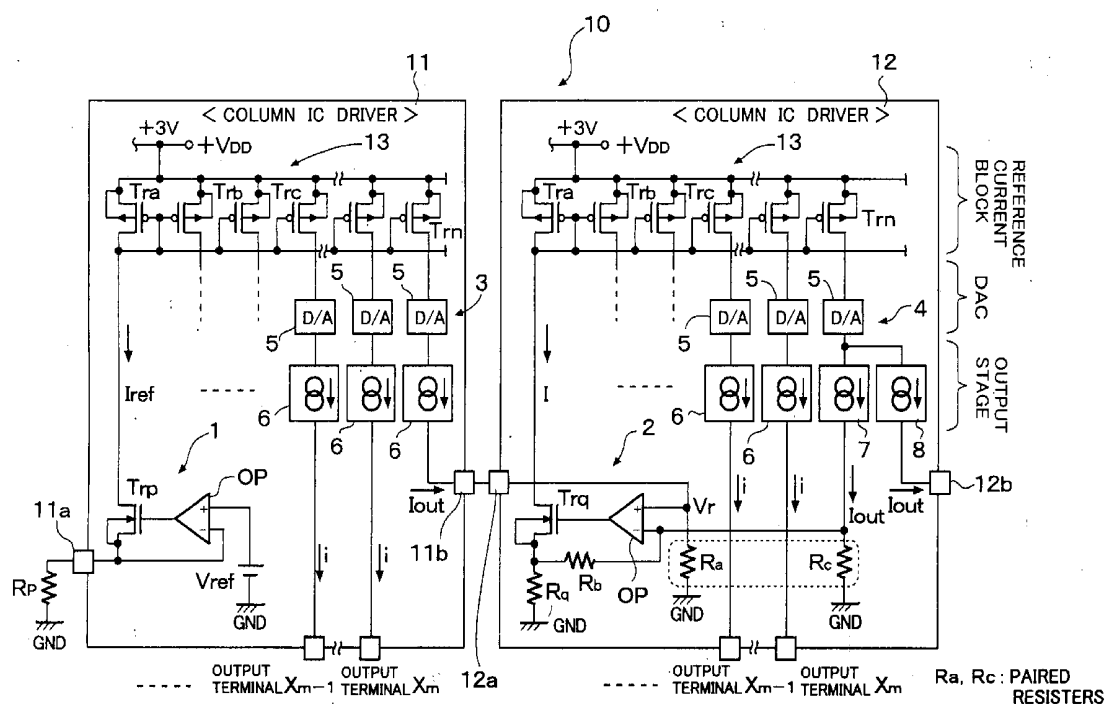 10
11
12
< COLUMN IC DRIVER >
< COLUMN IC DRIVER >
+3V
+VDD
13
+3V
+VDD
13
REFERENCE
CURRENT
BLOCK
Tra
Trb
Trc
Trn
Tra
Trb
Trc
Trn
5
5
3
5
5
4
DAC
D/A
D/A
D/A
D/A
D/A
D/A
5
5
Iref
I
OUTPUT
STAGE
6
6
6
6
6
7
8
1
2
OP
Trp
Trq
Iout
Vr
i
i
Iout
Iout
12b
11a
11b
+
-
+
-
RP
Vref
i
i
Rq
Rb
OP
Ra
Rc
GND
GND
GND
GND
GND
12a
OUTPUT
TERMINAL Xm-1
OUTPUT
TERMINAL Xm
OUTPUT
TERMINAL Xm-1
OUTPUT
TERMINAL Xm
Ra, Rc : PAIRED
RESISTERS